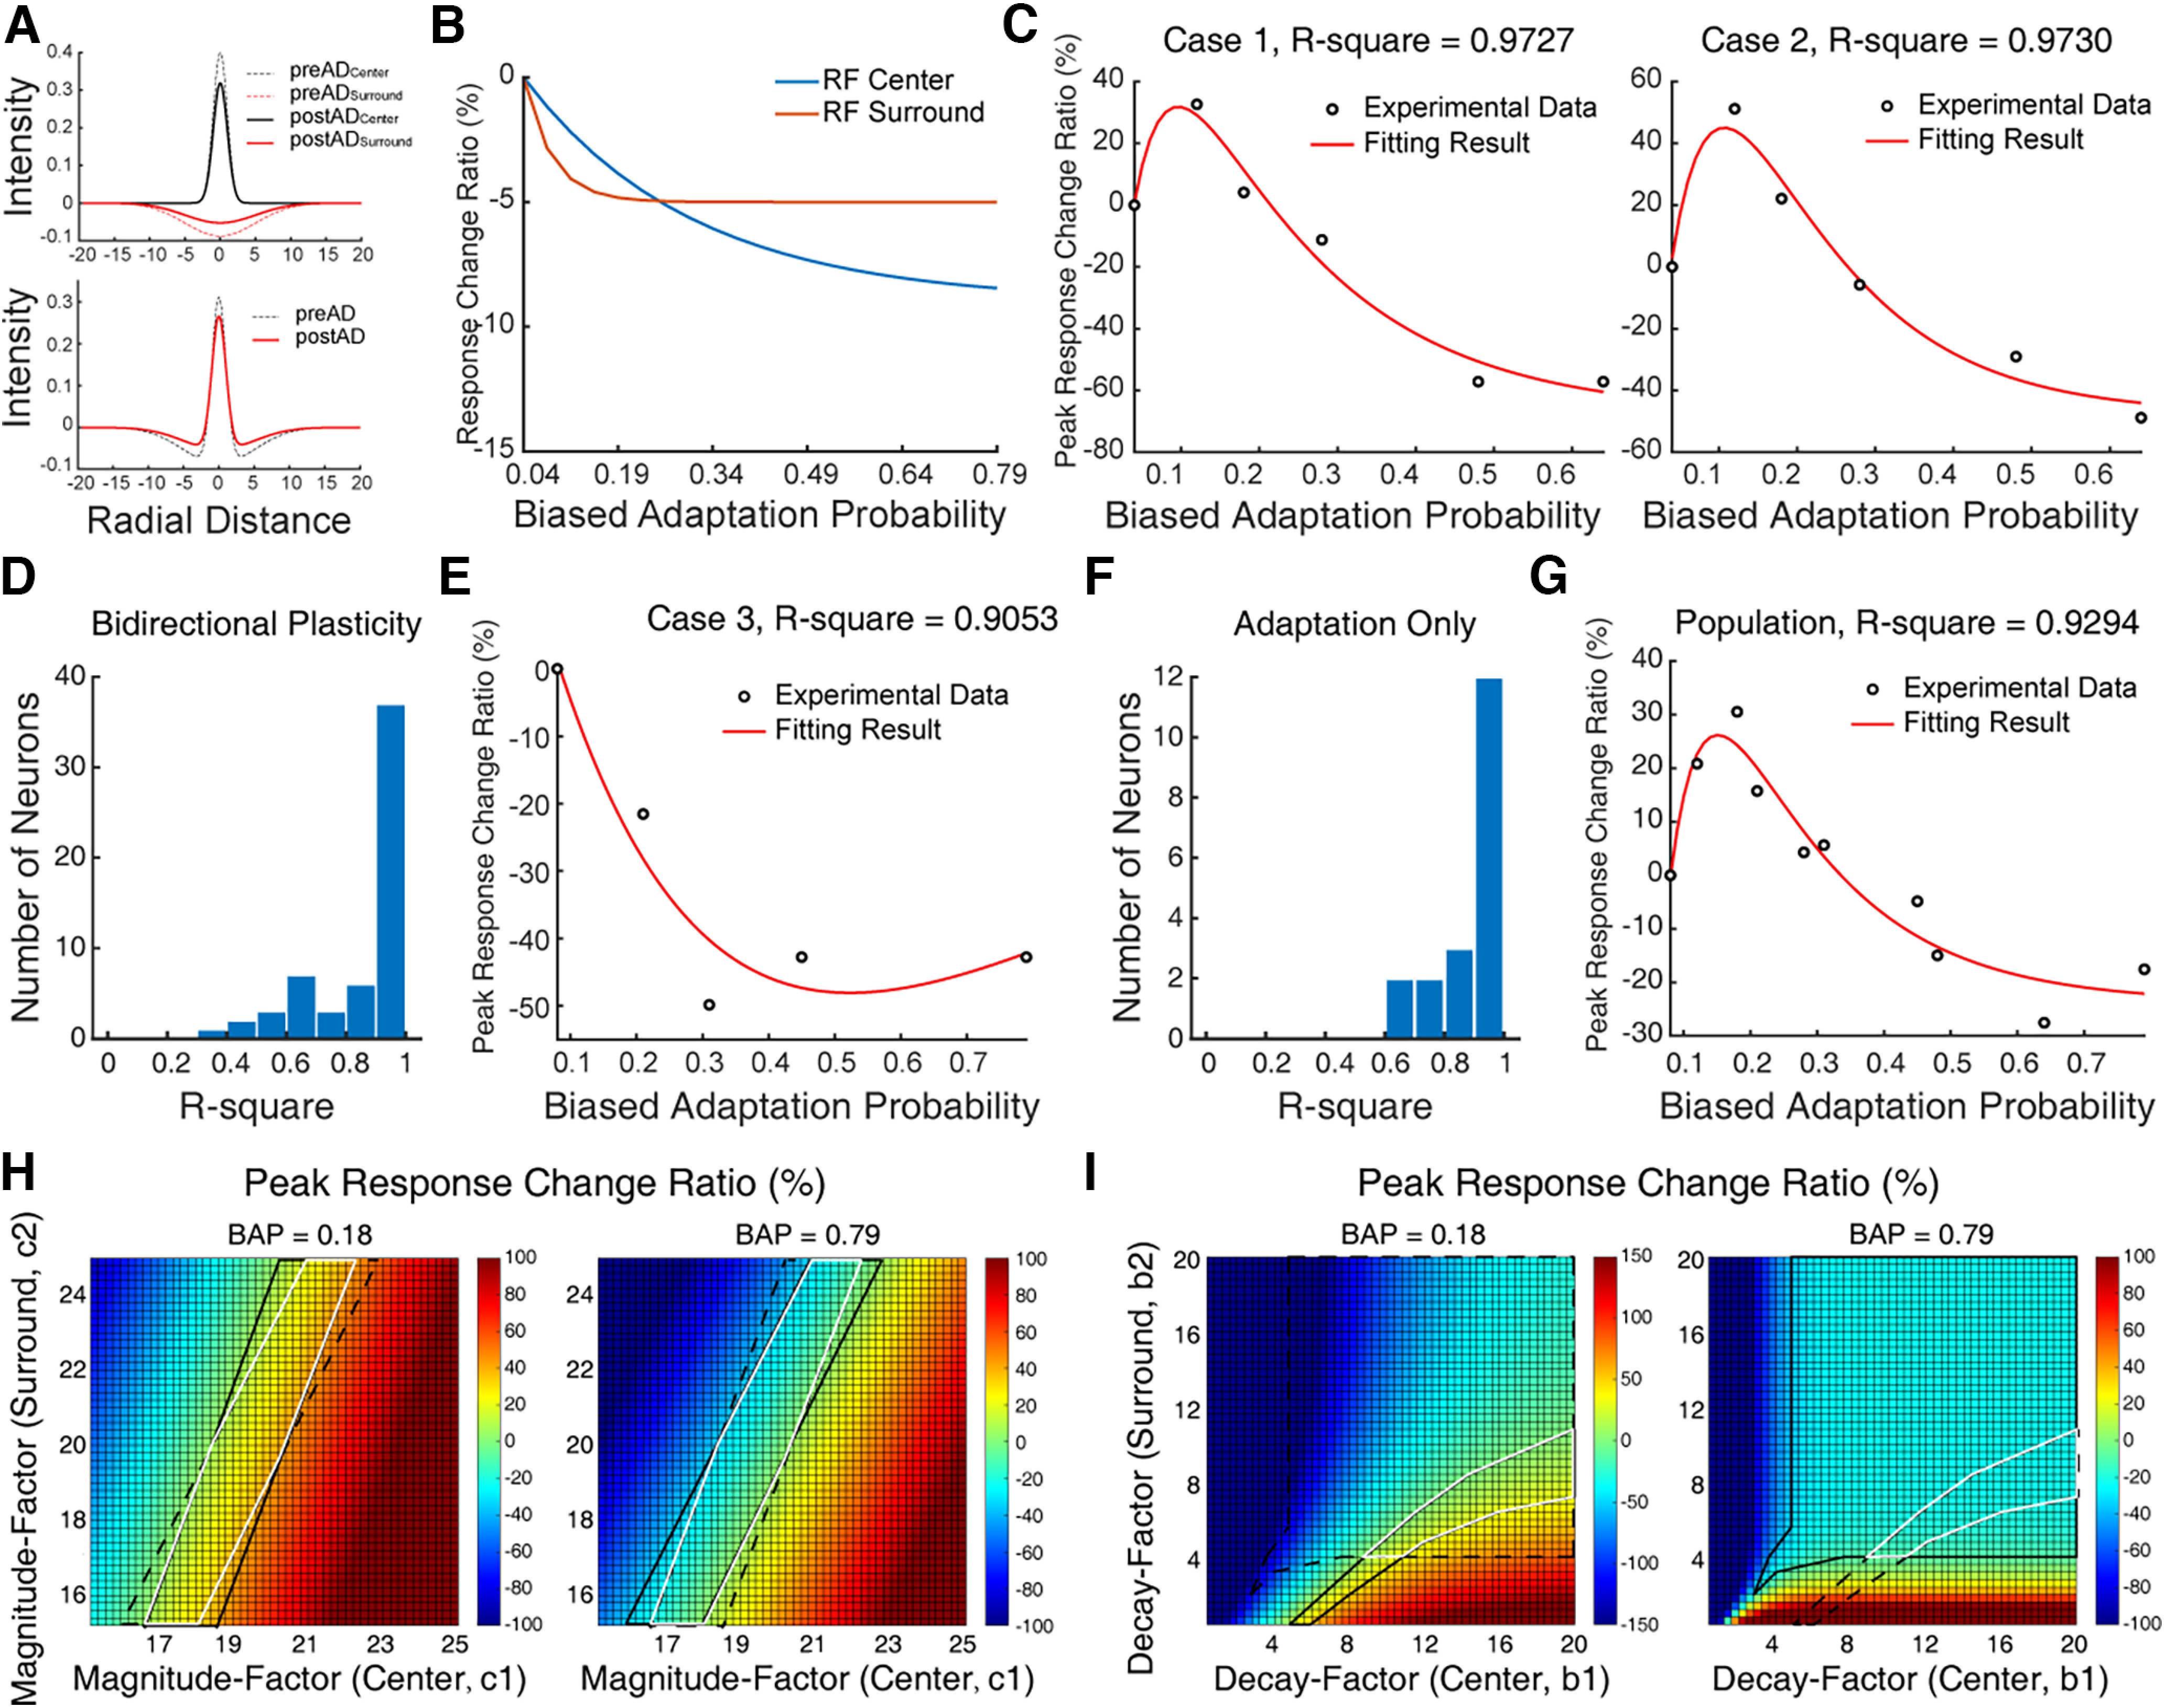 A
Intensity
0.4
0.3
0.2
0.1
0
-0.1
preADCenter
preADSurround
postADCenter
postADSurround
-20 -15 -10 -5 0 5 10 15 20
Intensity
0.3
0.2
0.1
0
-0.1
preAD
postAD
-20 -15 -10 -5 0 5 10 15 20
Radial Distance
B
Response Change Ratio (%)
0
-5
-10
-15
RF Center
RF Surround
0.04 0.19 0.34 0.49 0.64 0.79
Biased Adaptation Probability
C
Case 1, R-square = 0.9727
Peak Response Change Ratio (%)
40
20
0
-20
-40
-60
-80
Experimental Data
Fitting Result
0.1 0.2 0.3 0.4 0.5 0.6
Biased Adaptation Probability
Case 2, R-square = 0.9730
60
40
20
0
-20
-40
-60
Experimental Data
Fitting Result
0.1 0.2 0.3 0.4 0.5 0.6
Biased Adaptation Probability
D
Bidirectional Plasticity
Number of Neurons
40
30
20
10
0
0 0.2 0.4 0.6 0.8 1
R-square
E
Case 3, R-square = 0.9053
Peak Response Change Ratio (%)
0
-10
-20
-30
-40
-50
Experimental Data
Fitting Result
0.1 0.2 0.3 0.4 0.5 0.6 0.7
Biased Adaptation Probability
F
Adaptation Only
Number of Neurons
12
10
8
6
4
2
0
0 0.2 0.4 0.6 0.8 1
R-square
G
Population, R-square = 0.9294
Peak Response Change Ratio (%)
40
30
20
10
0
-10
-20
-30
Experimental Data
Fitting Result
0.1 0.2 0.3 0.4 0.5 0.6 0.7
Biased Adaptation Probability
H
Peak Response Change Ratio (%)
Magnitude-Factor (Surround, c2)
BAP = 0.18
24
22
20
18
16
17 19 21 23 25
100
80
60
40
20
0
-20
-40
-60
-80
-100
Magnitude-Factor (Center, c1)
BAP = 0.79
24
22
20
18
16
17 19 21 23 25
100
80
60
40
20
0
-20
-40
-60
-80
-100
Magnitude-Factor (Center, c1)
I
Peak Response Change Ratio (%)
Decay-Factor (Surround, b2)
BAP = 0.18
20
16
12
8
4
4 8 12 16 20
150
100
50
0
-50
-100
-150
Decay-Factor (Center, b1)
BAP = 0.79
20
16
12
8
4
4 8 12 16 20
100
80
60
40
20
0
-20
-40
-60
-80
-100
Decay-Factor (Center, b1)